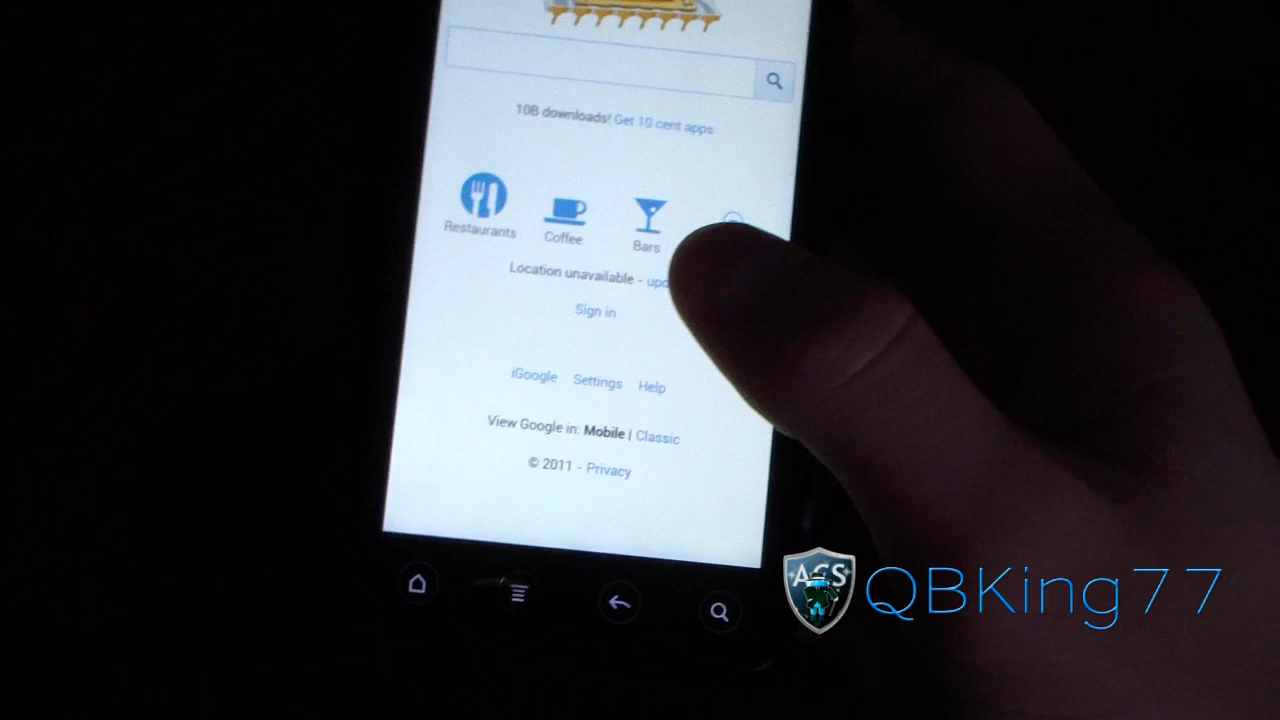 10B downloads! Get 10 cent apps
Restaurants Coffee Bars
Location unavailable -
Sign in
iGoogle Settings Help
View Google in: Mobile | Classic
© 2011 - Privacy
ACS QBKing77